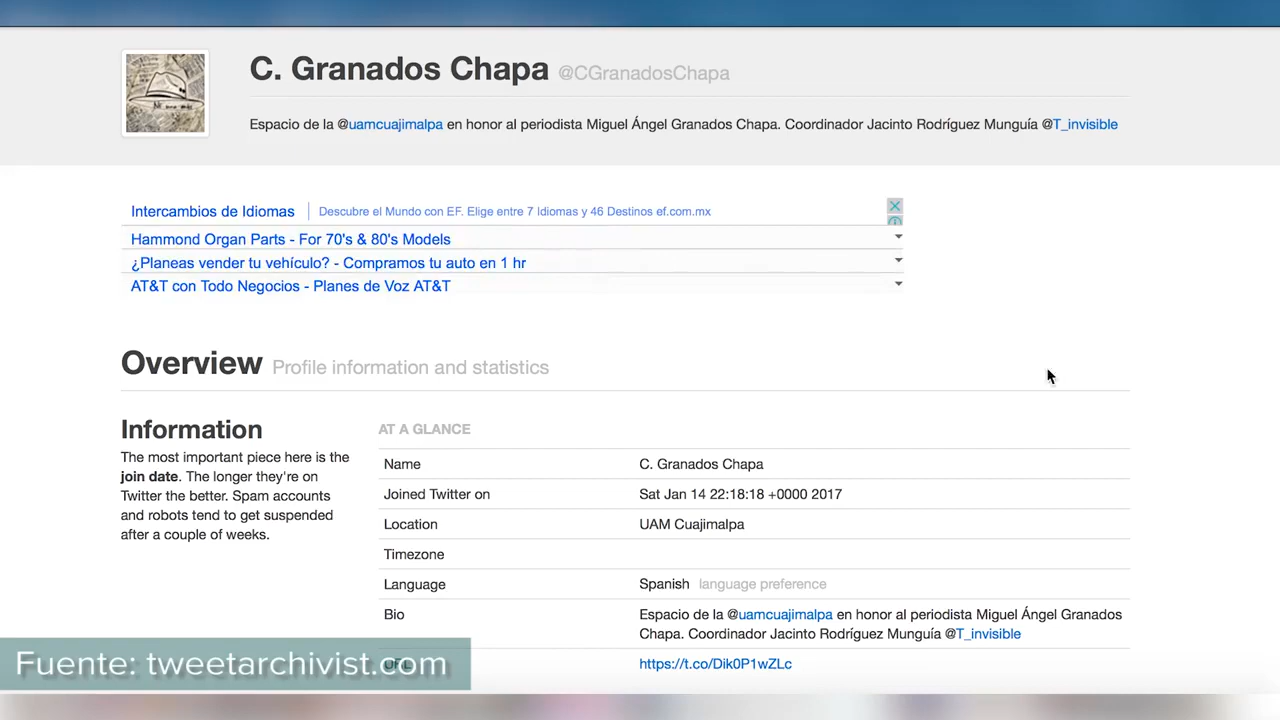 C. Granados Chapa @CGranadosChapa
Espacio de la @uamcuajimalpa en honor al periodista Miguel Ángel Granados Chapa. Coordinador Jacinto Rodríguez Munguía @T_invisible
Intercambios de Idiomas
Descubre el Mundo con EF. Elige entre 7 Idiomas y 46 Destinos ef.com.mx
Hammond Organ Parts - For 70's & 80's Models
¿Planeas vender tu vehículo? - Compramos tu auto en 1 hr
AT&T con Todo Negocios - Planes de Voz AT&T
Overview Profile information and statistics
Information
The most important piece here is the
join date. The longer they're on
Twitter the better. Spam accounts
and robots tend to get suspended
after a couple of weeks.
AT A GLANCE
Name C. Granados Chapa
Joined Twitter on Sat Jan 14 22:18:18 +0000 2017
Location UAM Cuajimalpa
Timezone
Language Spanish language preference
Bio Espacio de la @uamcuajimalpa en honor al periodista Miguel Ángel Granados
Chapa. Coordinador Jacinto Rodríguez Munguía @T_invisible
URL https://t.co/Dik0P1wZLc
Fuente: tweetarchivist.com